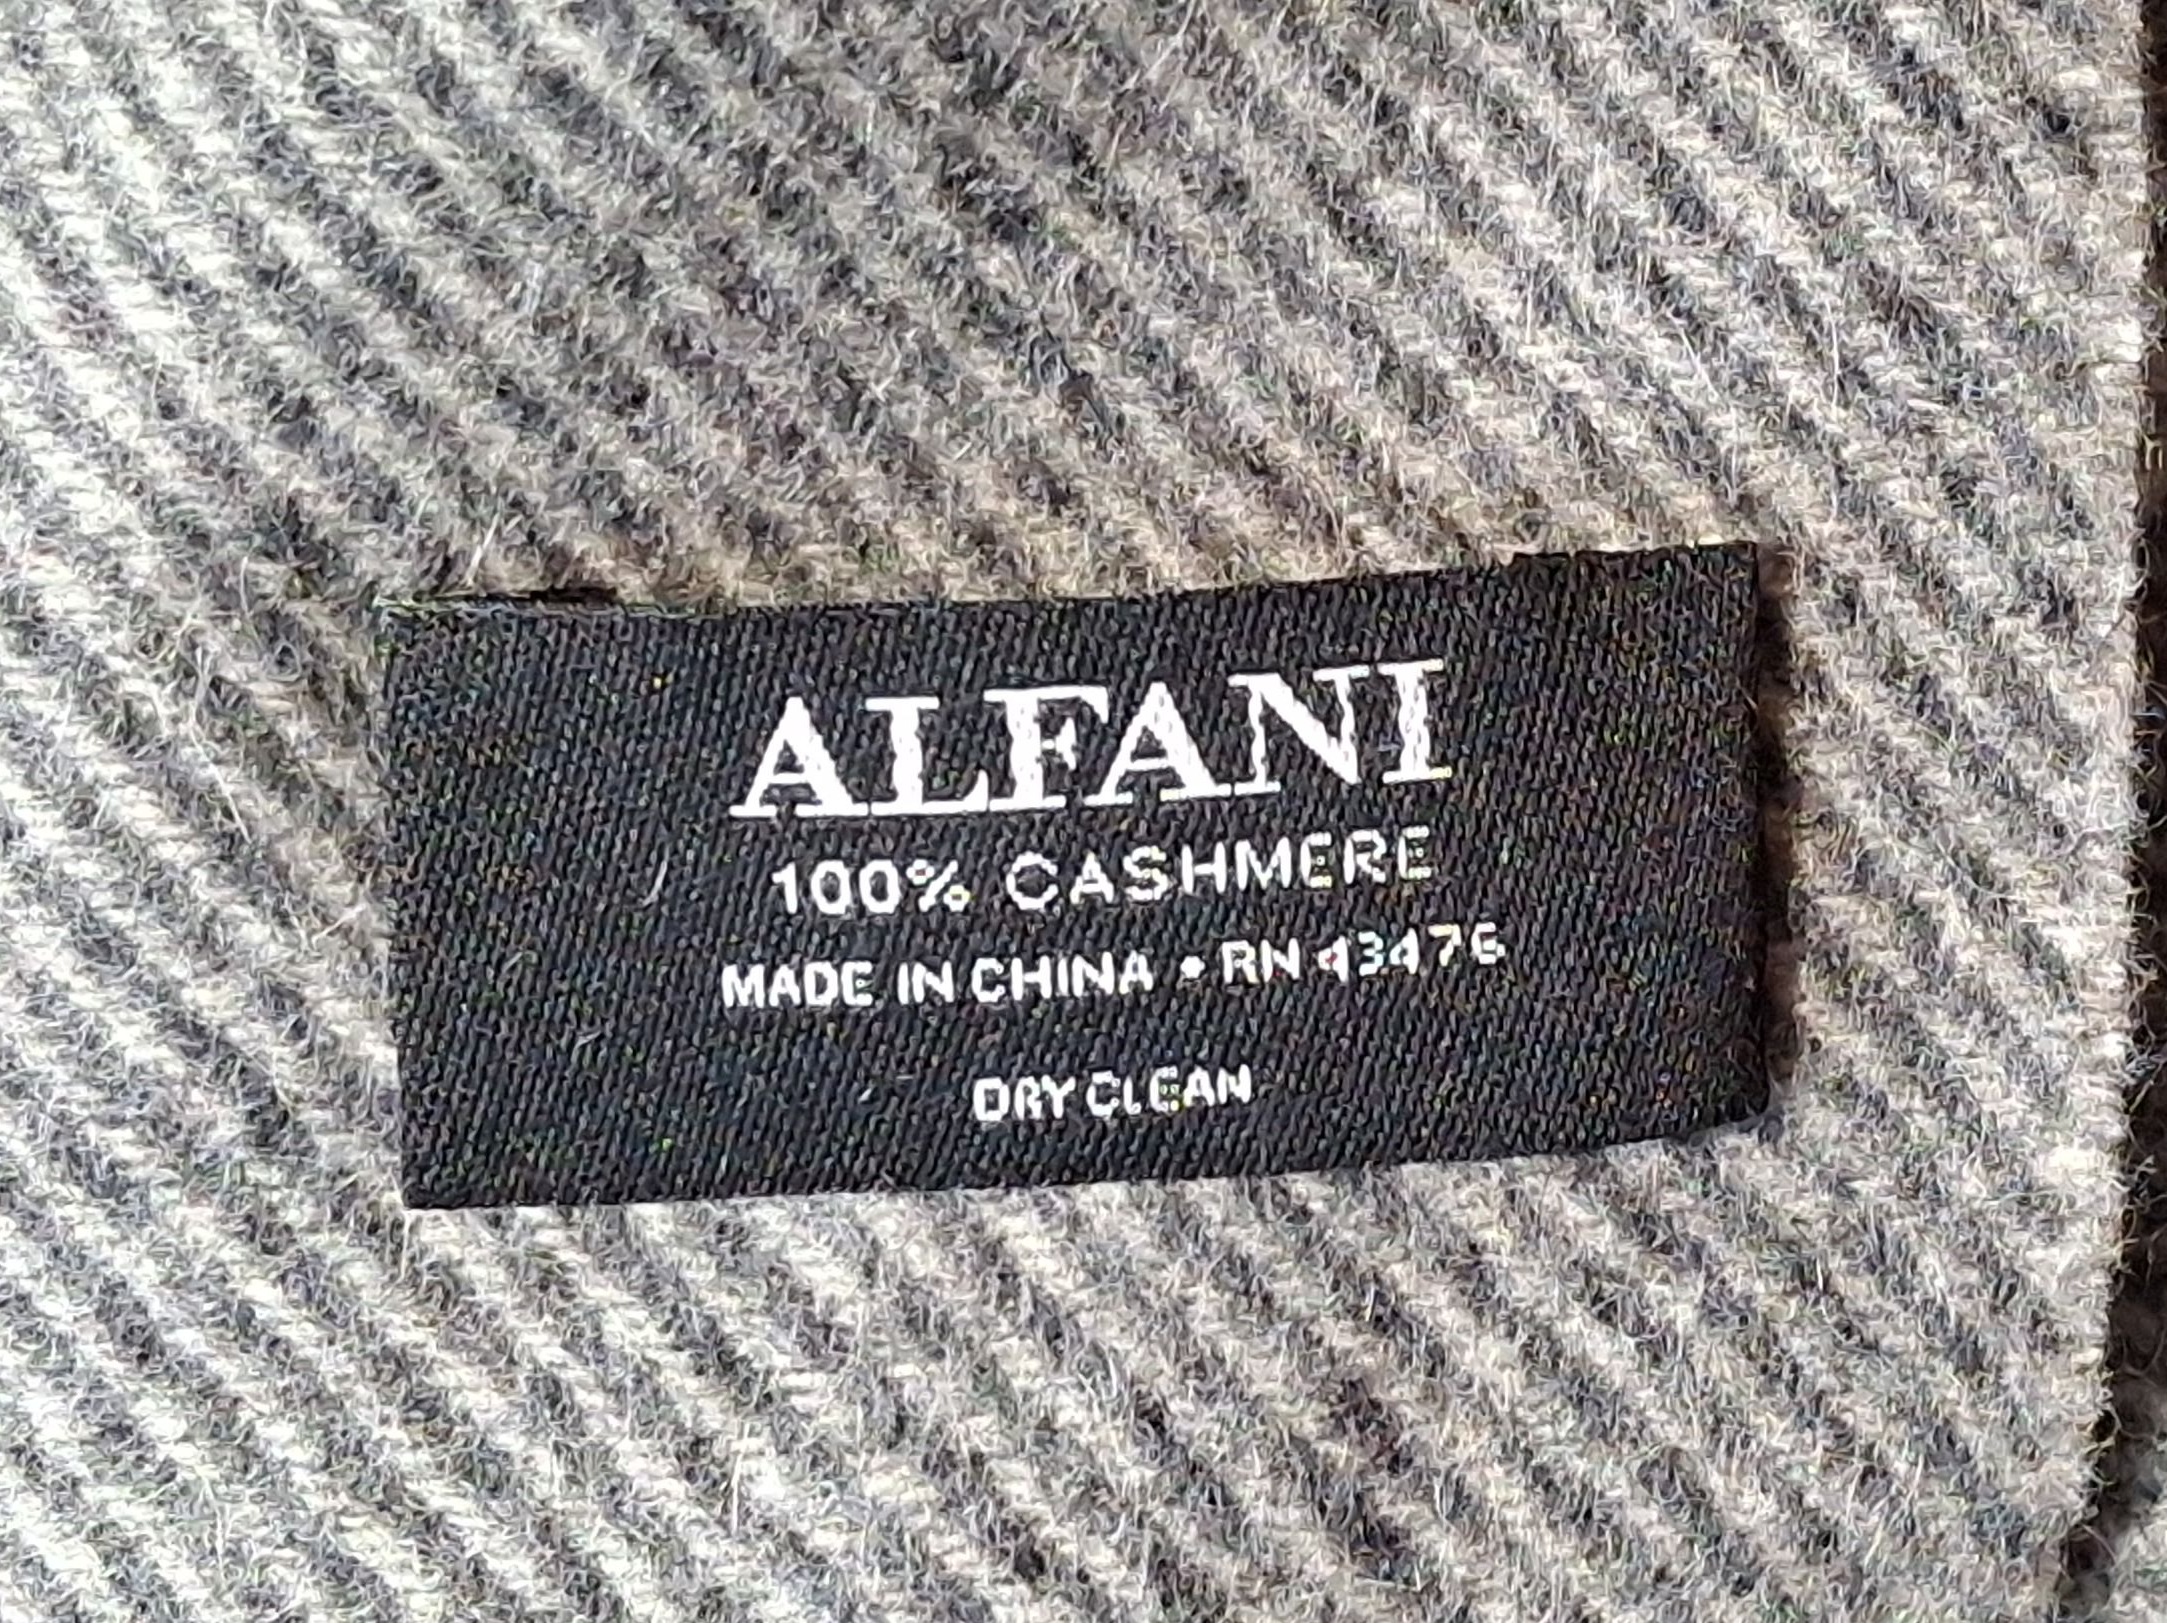 ALFANI
100% CASHMERE
MADE IN CHINA • RN 43476
DRY CLEAN